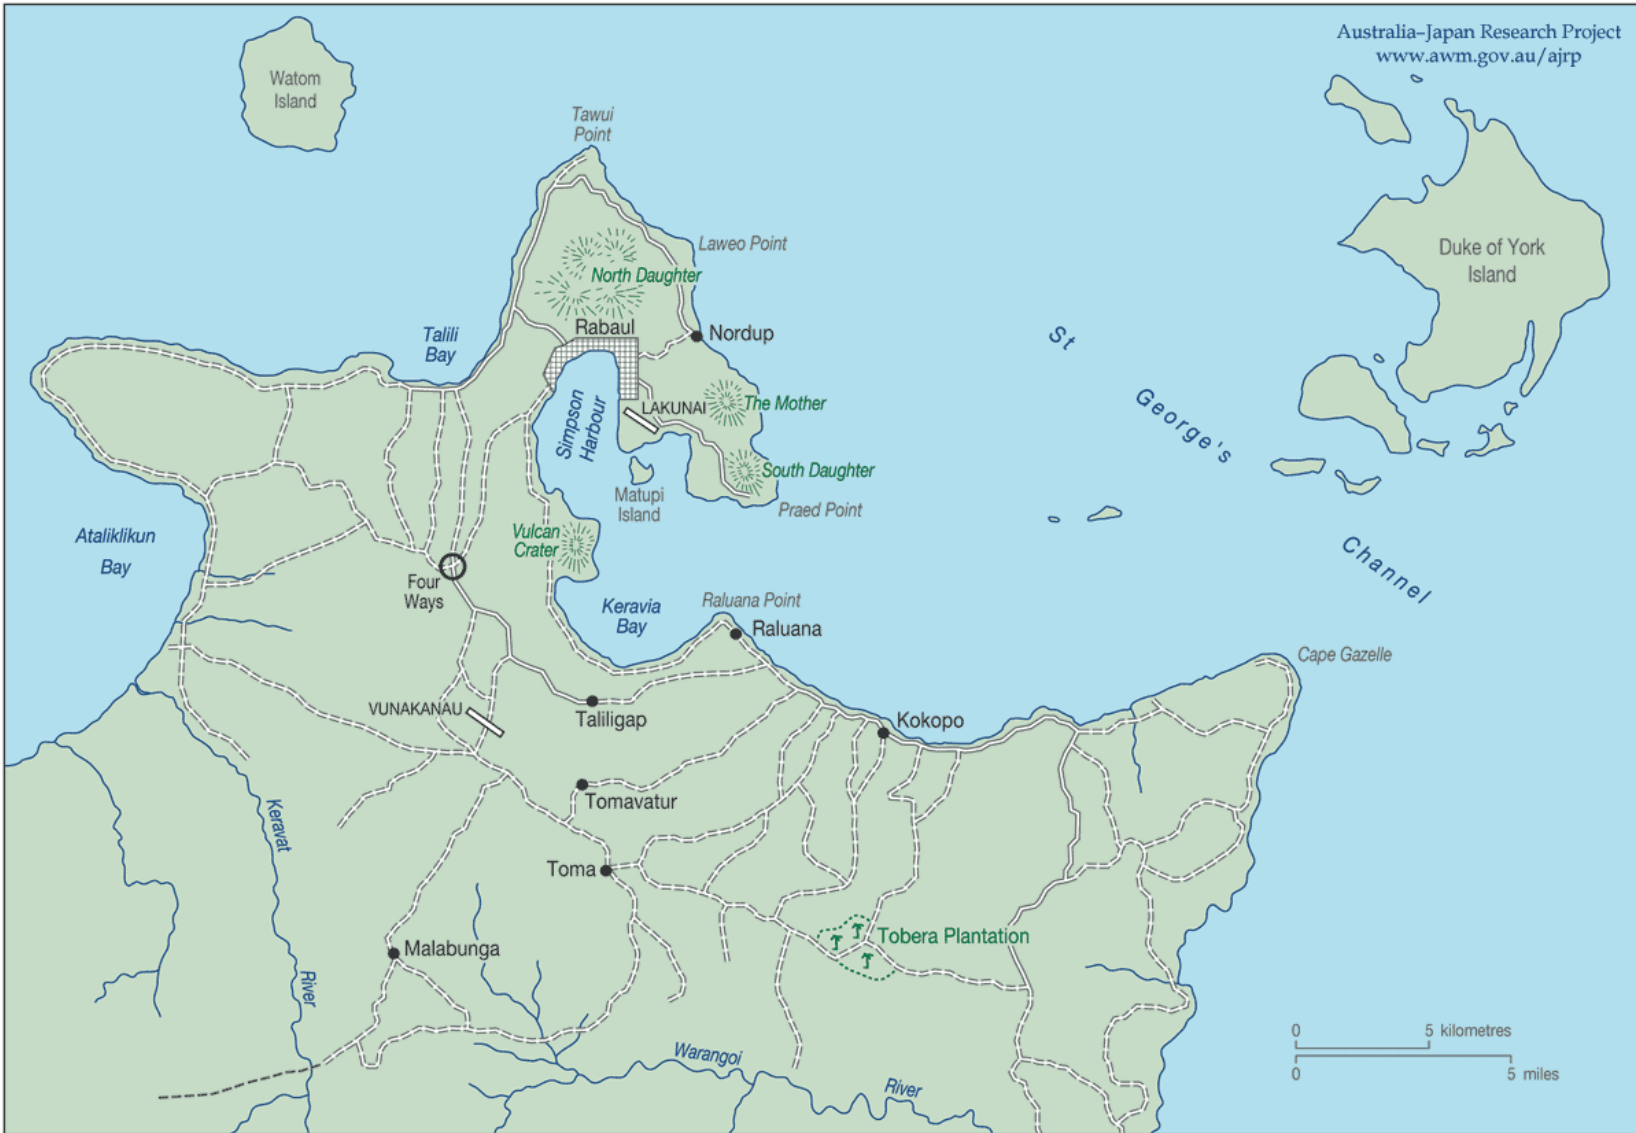 Australia–Japan Research Project
www.awm.gov.au/ajrp
Watom
Island
Tawui
Point
Laweo Point
Duke of York
Island
North Daughter
Rabaul
Nordup
Talili
Bay
St
George's
Channel
The Mother
LAKUNAI
Simpson
Harbour
South Daughter
Matupi
Island
Praed Point
Vulcan
Crater
Ataliklikun
Bay
Four
Ways
Keravia
Bay
Raluana Point
Raluana
Cape Gazelle
VUNAKANAU
Taliligap
Kokopo
Tomavatur
Keravat
River
Toma
Malabunga
Tobera Plantation
Warangoi
River
0
5 kilometres
0
5 miles